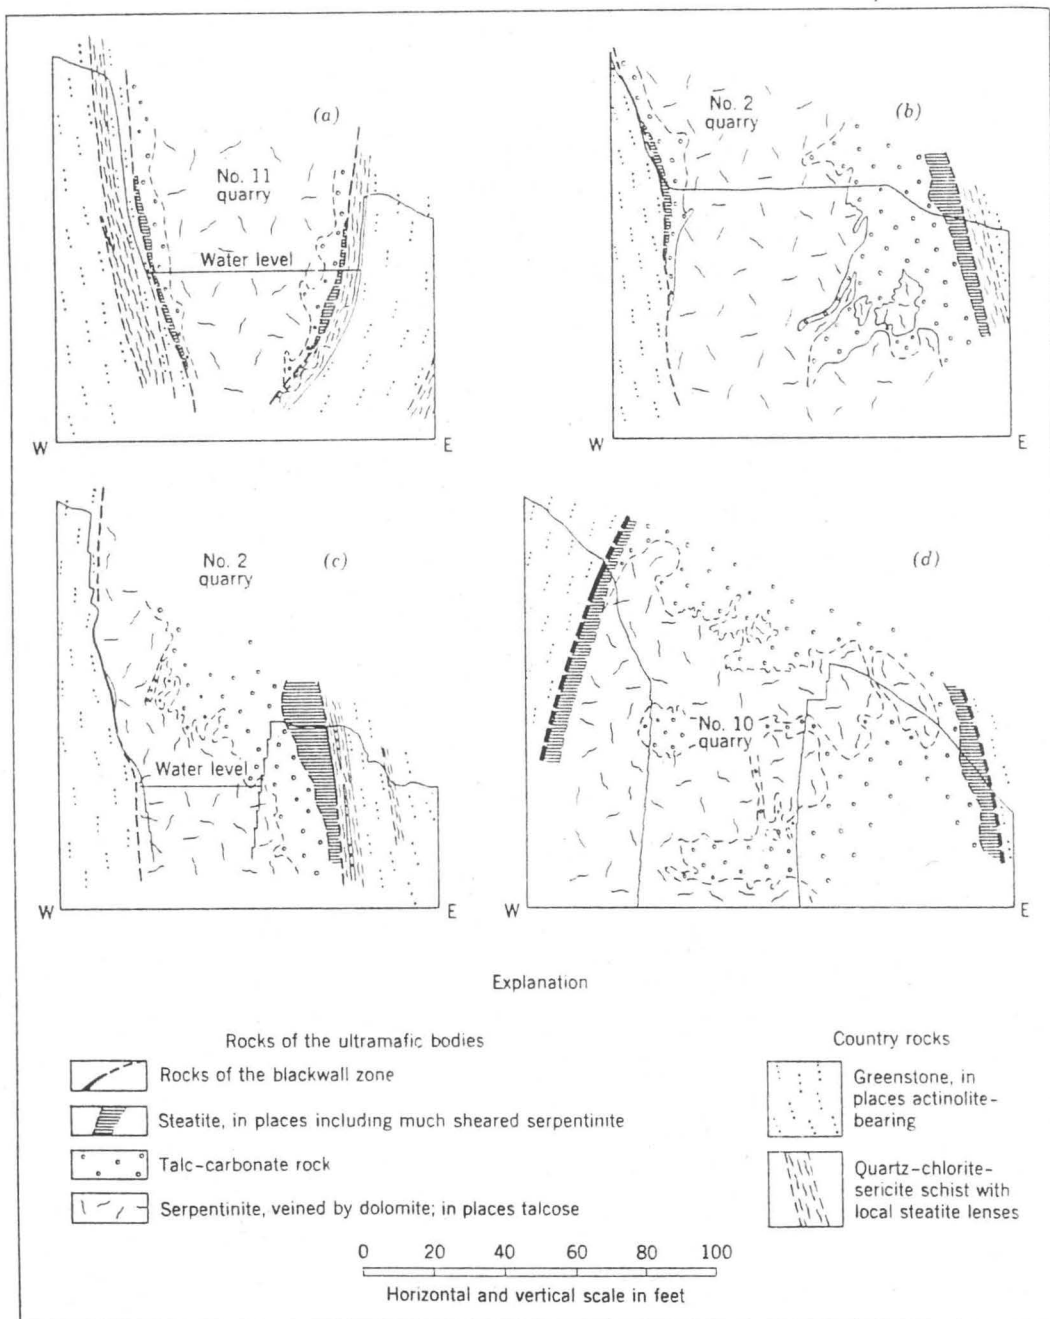 (a)
No. 11
quarry
Water level
W
E
No. 2
quarry
(b)
W
E
No. 2
quarry
(c)
Water level
W
E
(d)
No. 10
quarry
W
E
Explanation
Rocks of the ultramafic bodies
Rocks of the blackwall zone
Steatite, in places including much sheared serpentinite
Talc-carbonate rock
Serpentinite, veined by dolomite; in places talcose
Country rocks
Greenstone, in
places actinolite-
bearing
Quartz-chlorite-
sericite schist with
local steatite lenses
0 20 40 60 80 100
Horizontal and vertical scale in feet